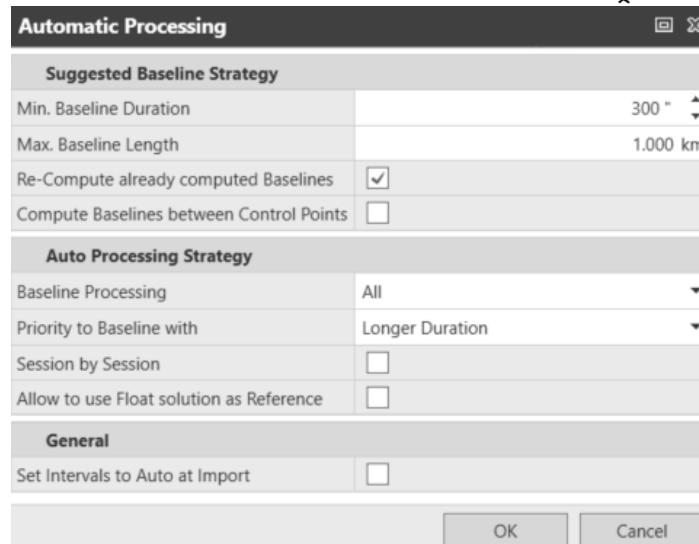 Automatic Processing
Suggested Baseline Strategy
Min. Baseline Duration 300 "
Max. Baseline Length 1.000 km
Re-Compute already computed Baselines
Compute Baselines between Control Points
Auto Processing Strategy
Baseline Processing All
Priority to Baseline with Longer Duration
Session by Session
Allow to use Float solution as Reference
General
Set Intervals to Auto at Import
OK Cancel